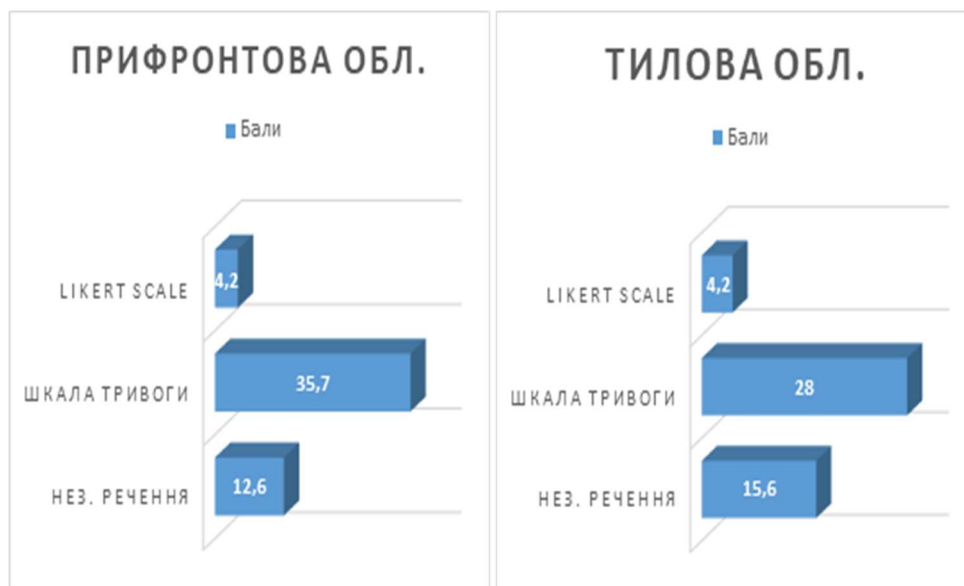 ПРИФРОНТОВА ОБЛ.
Бали
LIKERT SCALE
4,2
ШКАЛА ТРИВОГИ
35,7
НЕЗ. РЕЧЕННЯ
12,6
ТИЛОВА ОБЛ.
Бали
LIKERT SCALE
4,2
ШКАЛА ТРИВОГИ
28
НЕЗ. РЕЧЕННЯ
15,6